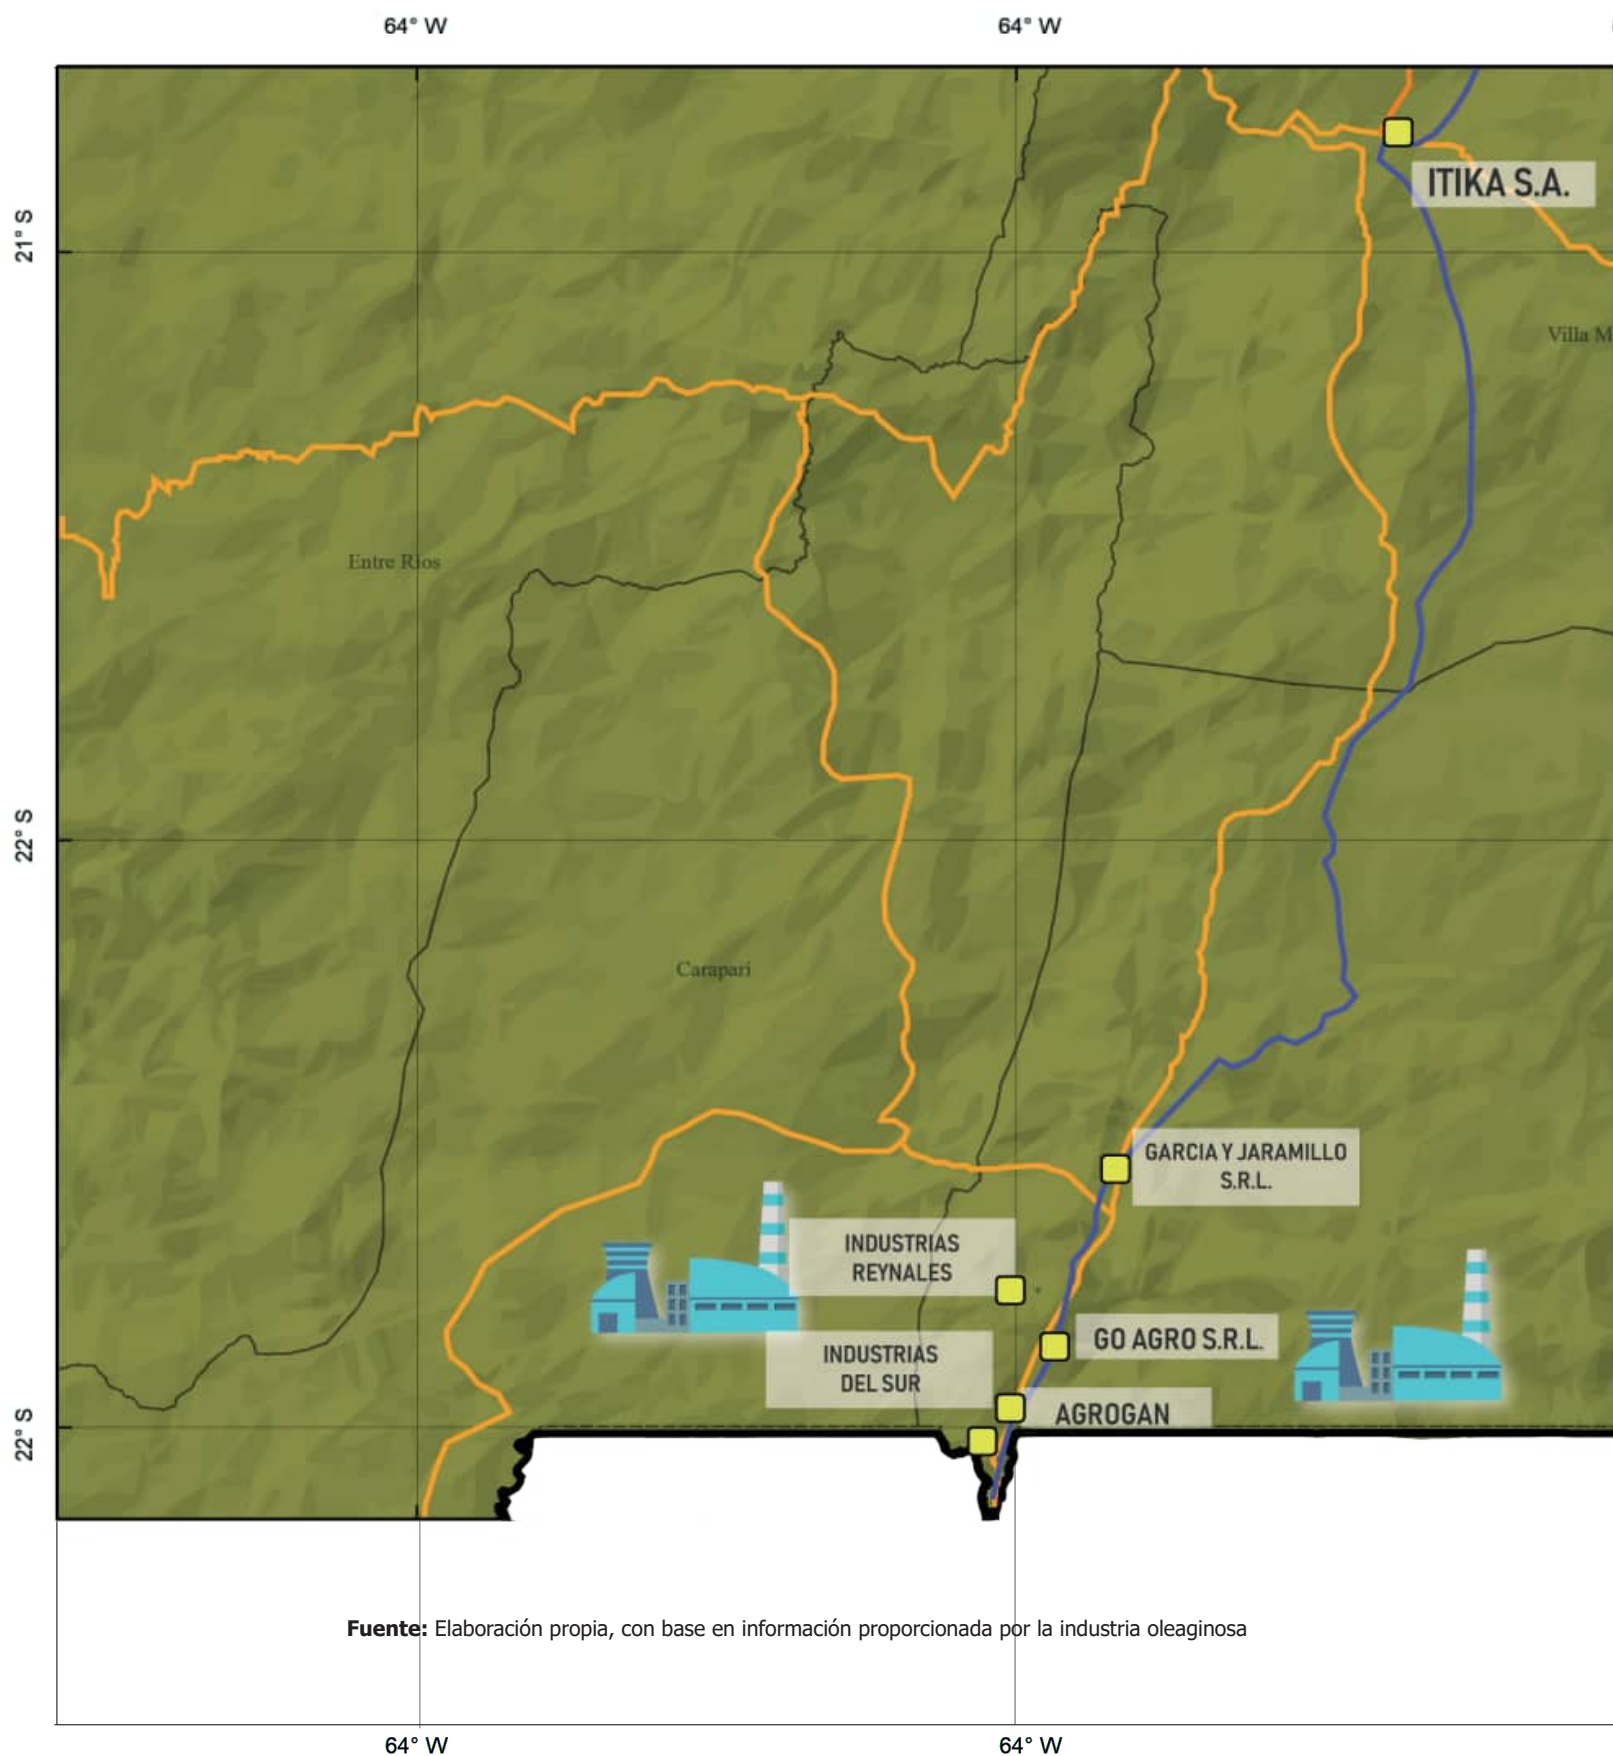 64° W
64° W
ITIKA S.A.
21° S
Villa M
Entre Ríos
22° S
Carapari
GARCIA Y JARAMILLO
S.R.L.
INDUSTRIAS
REYNALES
GO AGRO S.R.L.
INDUSTRIAS
DEL SUR
AGROGAN
22° S
Fuente: Elaboración propia, con base en información proporcionada por la industria oleaginosa
64° W
64° W